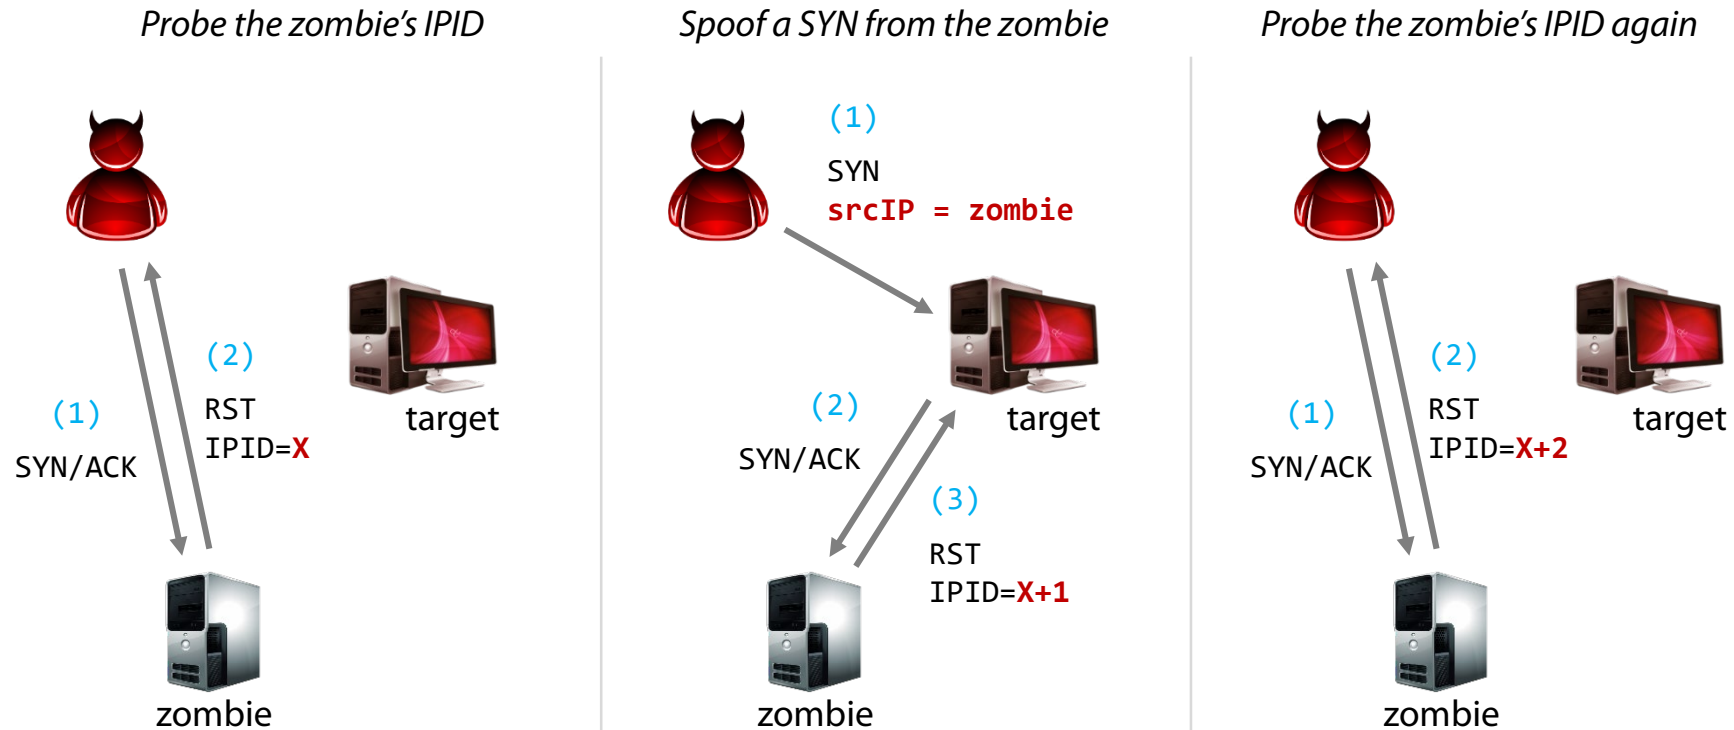 Probe the zombie's IPID
(1)
SYN/ACK
(2)
RST
IPID=X
target
zombie
Spoof a SYN from the zombie
(1)
SYN
srcIP = zombie
target
(2)
SYN/ACK
(3)
RST
IPID=X+1
zombie
Probe the zombie's IPID again
(1)
SYN/ACK
(2)
RST
IPID=X+2
target
zombie